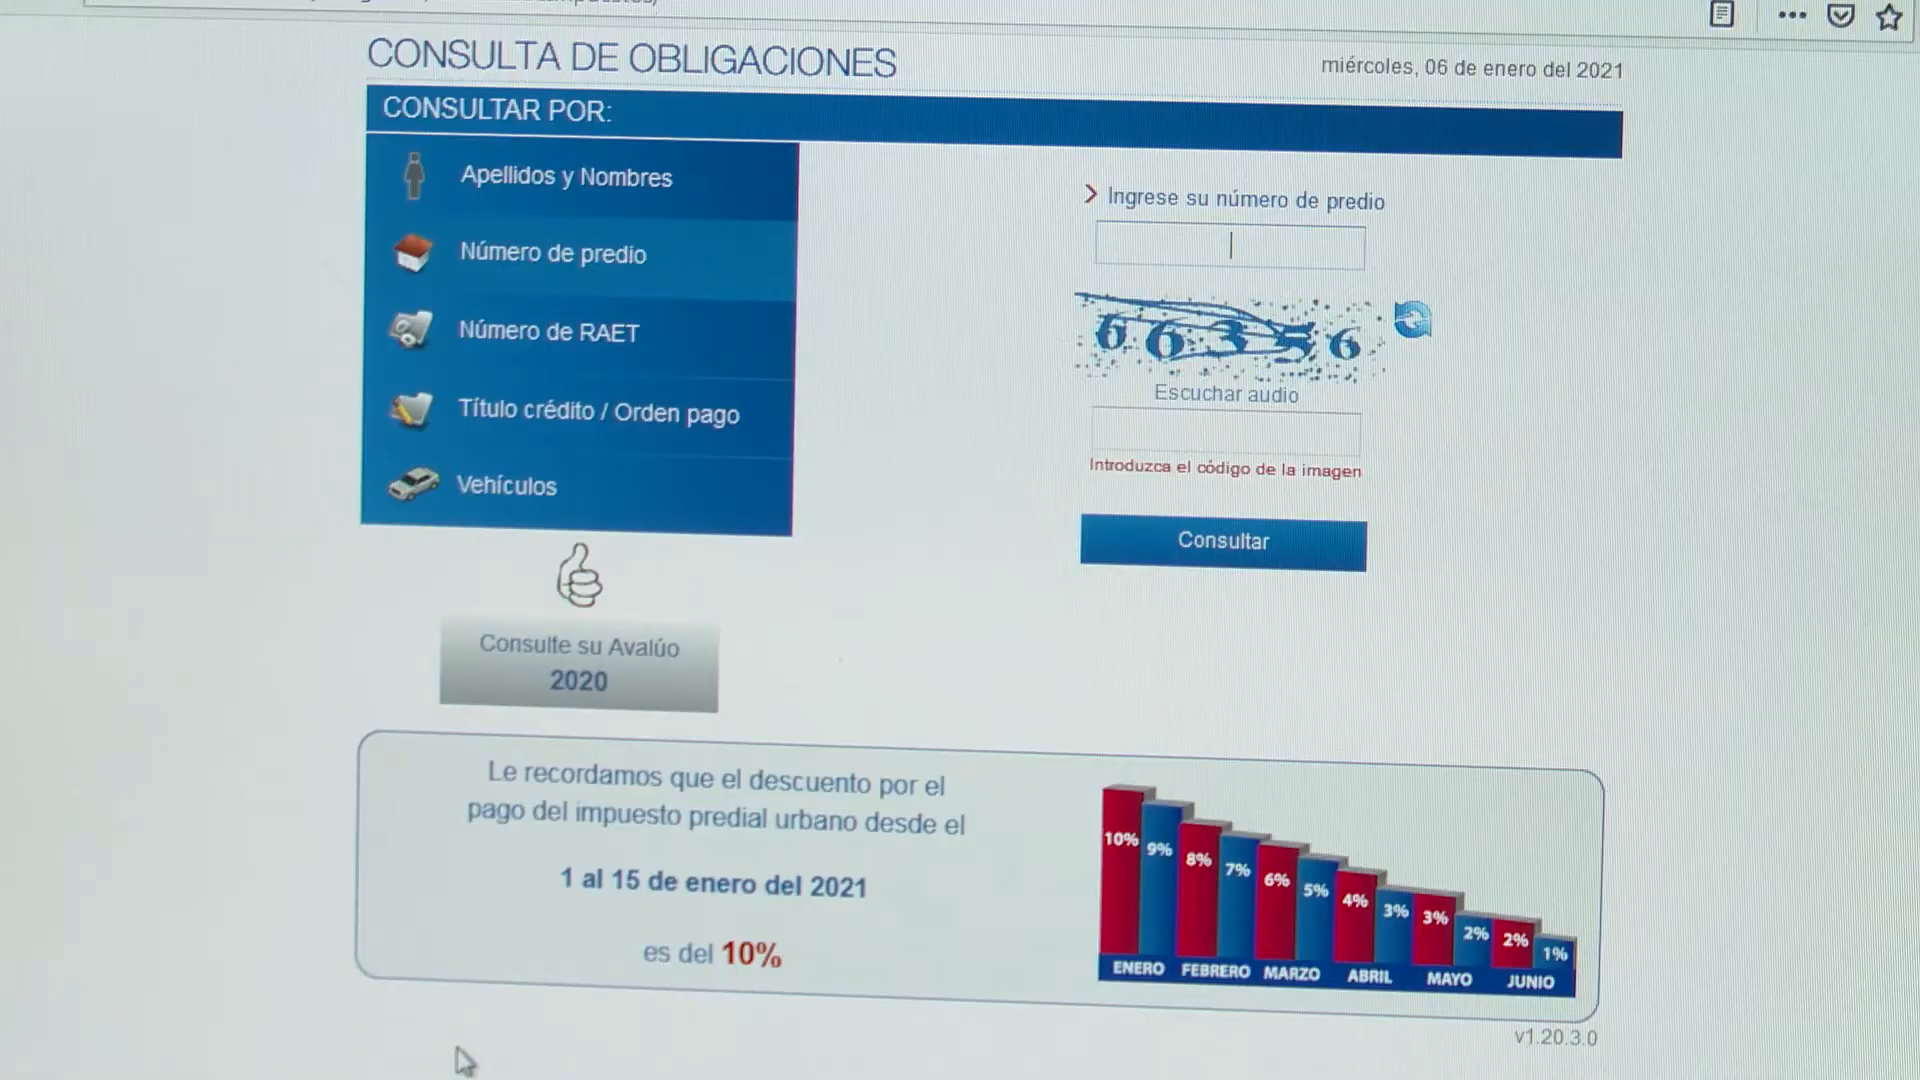 CONSULTA DE OBLIGACIONES
miércoles, 06 de enero del 2021
CONSULTAR POR:
Apellidos y Nombres
Número de predio
Número de RAET
Título crédito / Orden pago
Vehículos
Ingrese su número de predio
66356
Escuchar audio
Introduzca el código de la imagen
Consultar
Consulte su Avalúo
2020
Le recordamos que el descuento por el
pago del impuesto predial urbano desde el
1 al 15 de enero del 2021
es del 10%
10% 9% 8% 7% 6% 5% 4% 3% 3% 2% 2% 1%
ENERO FEBRERO MARZO ABRIL MAYO JUNIO
v1.20.3.0